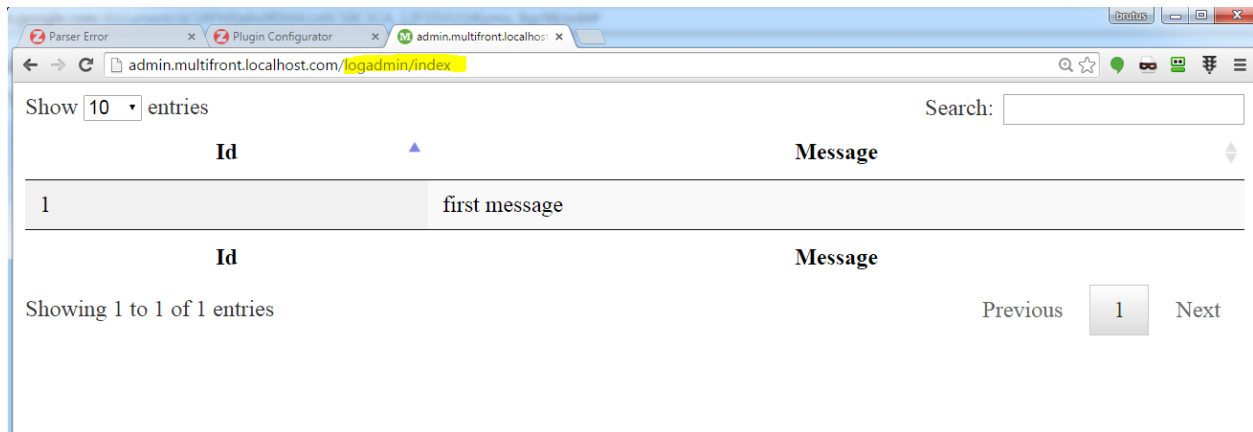 brutus
Parser Error
Plugin Configurator
admin.multifront.localhost
admin.multifront.localhost.com/logadmin/index
Show 10 entries
Search:
Id Message
1 first message
Id Message
Showing 1 to 1 of 1 entries
Previous 1 Next